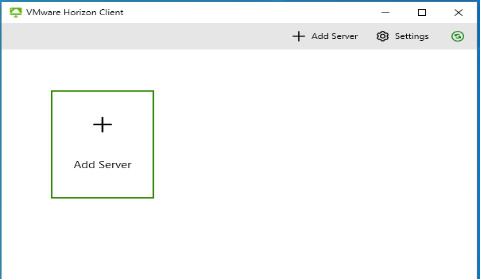 VMware Horizon Client
Add Server
Settings
Add Server